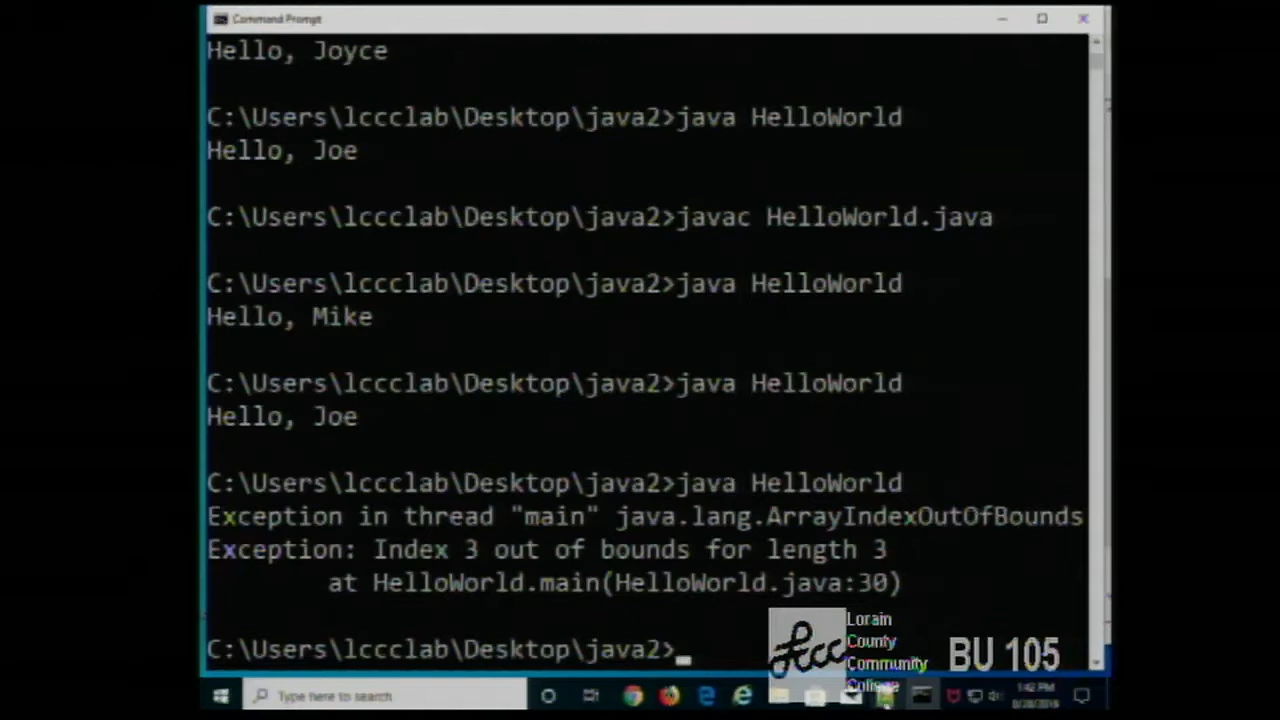 Command Prompt
Hello, Joyce
C:\Users\lccclab\Desktop\java2>java HelloWorld
Hello, Joe
C:\Users\lccclab\Desktop\java2>javac HelloWorld.java
C:\Users\lccclab\Desktop\java2>java HelloWorld
Hello, Mike
C:\Users\lccclab\Desktop\java2>java HelloWorld
Hello, Joe
C:\Users\lccclab\Desktop\java2>java HelloWorld
Exception in thread "main" java.lang.ArrayIndexOutOfBounds
Exception: Index 3 out of bounds for length 3
at HelloWorld.main(HelloWorld.java:30)
C:\Users\lccclab\Desktop\java2>
Lorain
County
Community
College
BU 105
Type here to search
1:42 PM